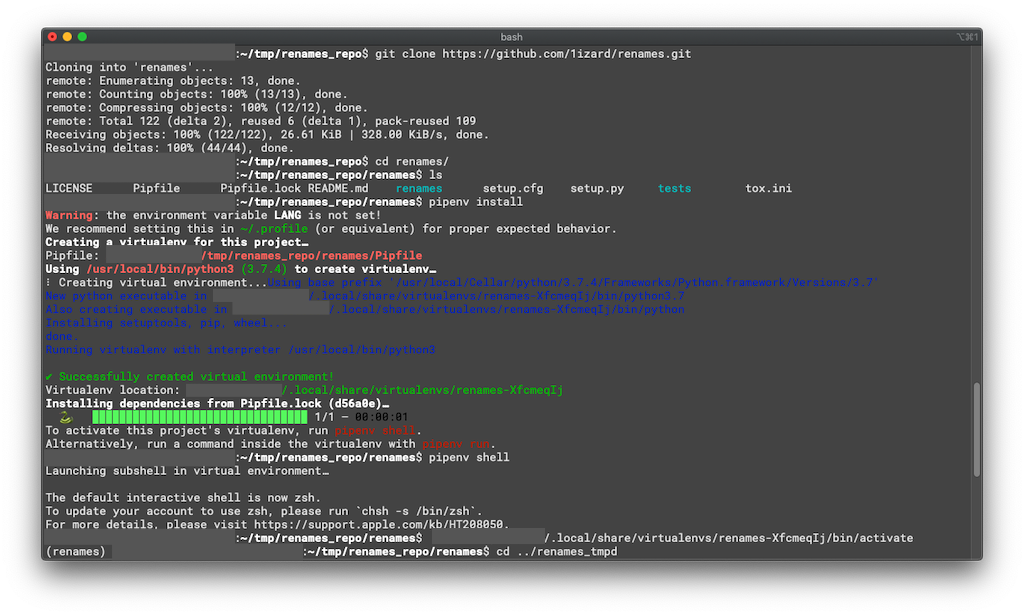 bash
⌥⌘1
:~/tmp/renames_repo$ git clone https://github.com/1izard/renames.git
Cloning into 'renames'...
remote: Enumerating objects: 13, done.
remote: Counting objects: 100% (13/13), done.
remote: Compressing objects: 100% (12/12), done.
remote: Total 122 (delta 2), reused 6 (delta 1), pack-reused 109
Receiving objects: 100% (122/122), 26.61 KiB | 328.00 KiB/s, done.
Resolving deltas: 100% (44/44), done.
:~/tmp/renames_repo$ cd renames/
:~/tmp/renames_repo/renames$ ls
LICENSE Pipfile Pipfile.lock README.md renames setup.cfg setup.py tests tox.ini
:~/tmp/renames_repo/renames$ pipenv install
Warning: the environment variable LANG is not set!
We recommend setting this in ~/.profile (or equivalent) for proper expected behavior.
Creating a virtualenv for this project…
Pipfile: /tmp/renames_repo/renames/Pipfile
Using /usr/local/bin/python3 (3.7.4) to create virtualenv…
⠇ Creating virtual environment...Using base prefix '/usr/local/Cellar/python/3.7.4/Frameworks/Python.framework/Versions/3.7'
New python executable in /.local/share/virtualenvs/renames-XfcmeqIj/bin/python3.7
Also creating executable in /.local/share/virtualenvs/renames-XfcmeqIj/bin/python
Installing setuptools, pip, wheel...
done.
Running virtualenv with interpreter /usr/local/bin/python3
✔ Successfully created virtual environment!
Virtualenv location: /.local/share/virtualenvs/renames-XfcmeqIj
Installing dependencies from Pipfile.lock (d56a0e)…
🐍 ▉▉▉▉▉▉▉▉▉▉▉▉▉▉▉▉▉▉▉▉▉▉▉▉▉▉▉▉▉▉▉▉ 1/1 — 00:00:01
To activate this project's virtualenv, run pipenv shell.
Alternatively, run a command inside the virtualenv with pipenv run.
:~/tmp/renames_repo/renames$ pipenv shell
Launching subshell in virtual environment…
The default interactive shell is now zsh.
To update your account to use zsh, please run `chsh -s /bin/zsh`.
For more details, please visit https://support.apple.com/kb/HT208050.
:~/tmp/renames_repo/renames$ /.local/share/virtualenvs/renames-XfcmeqIj/bin/activate
(renames) :~/tmp/renames_repo/renames$ cd ../renames_tmpd